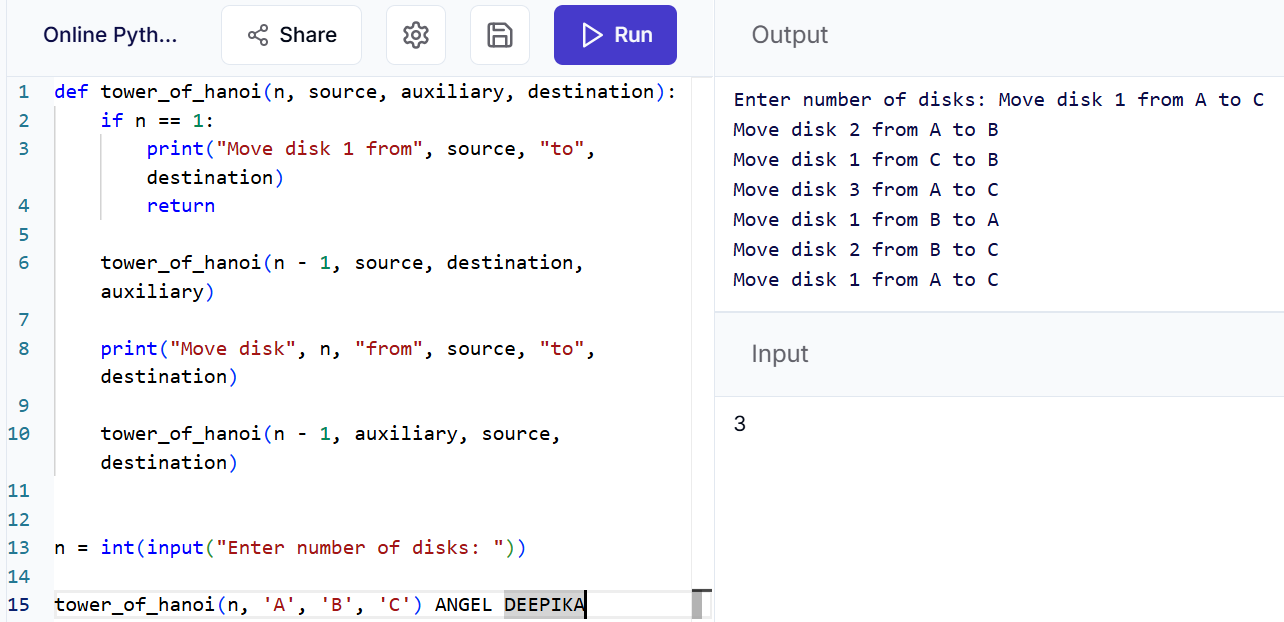 Online Pyth... Share Run Output
1 def tower_of_hanoi(n, source, auxiliary, destination):
2     if n == 1:
3         print("Move disk 1 from", source, "to",
        destination)
4         return
5
6     tower_of_hanoi(n - 1, source, destination,
    auxiliary)
7
8     print("Move disk", n, "from", source, "to",
    destination)
9
10     tower_of_hanoi(n - 1, auxiliary, source,
    destination)
11
12
13 n = int(input("Enter number of disks: "))
14
15 tower_of_hanoi(n, 'A', 'B', 'C') ANGEL DEEPIKA
Enter number of disks: Move disk 1 from A to C
Move disk 2 from A to B
Move disk 1 from C to B
Move disk 3 from A to C
Move disk 1 from B to A
Move disk 2 from B to C
Move disk 1 from A to C
Input
3